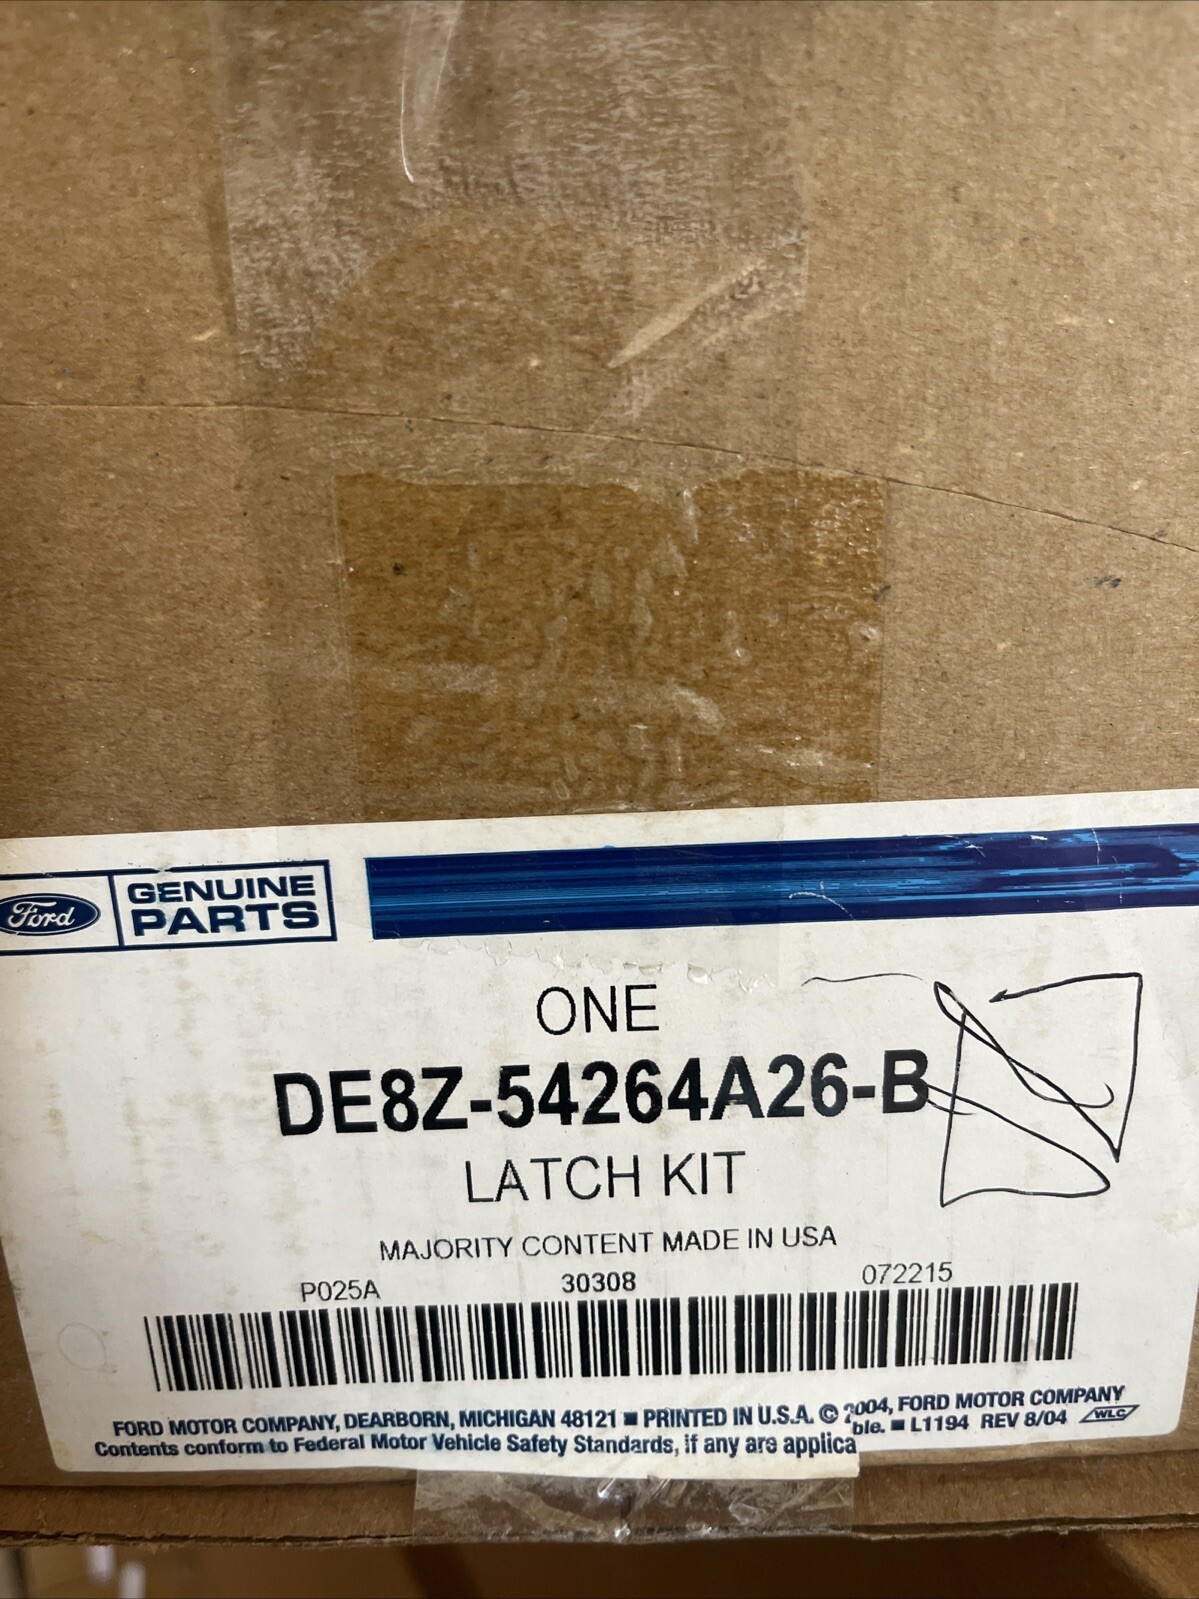 Ford
GENUINE
PARTS
ONE
DE8Z-54264A26-B
LATCH KIT
MAJORITY CONTENT MADE IN USA
P025A 30308 072215
FORD MOTOR COMPANY, DEARBORN, MICHIGAN 48121 ■ PRINTED IN U.S.A. © 2004, FORD MOTOR COMPANY
Contents conform to Federal Motor Vehicle Safety Standards, if any are applicable. ■ L1194 REV 8/04 WLC